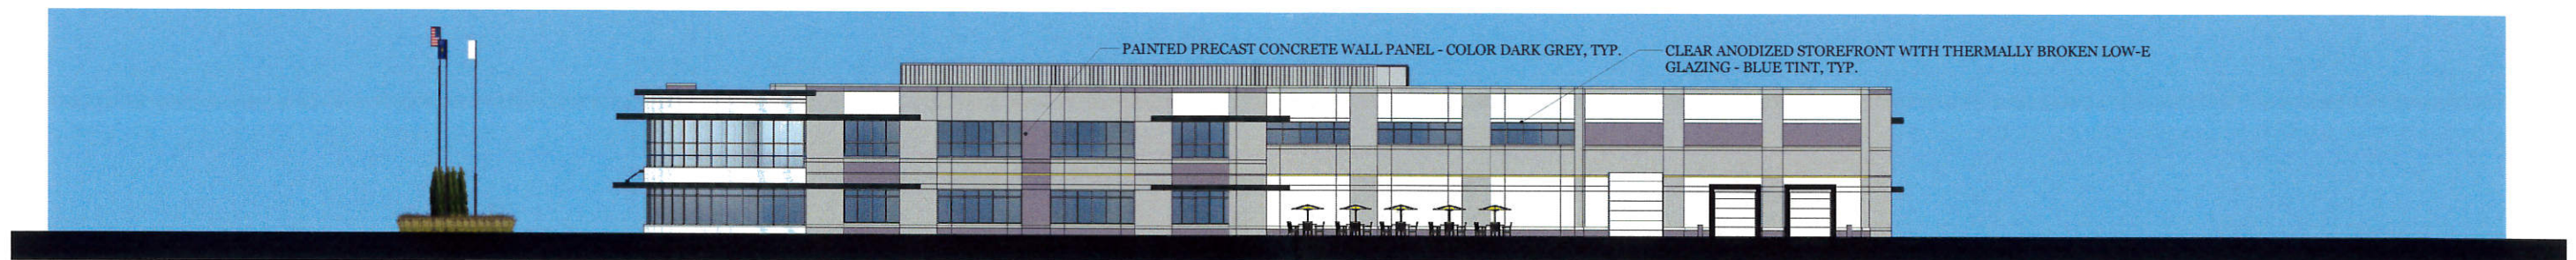 PAINTED PRECAST CONCRETE WALL PANEL - COLOR DARK GREY, TYP.
CLEAR ANODIZED STOREFRONT WITH THERMALLY BROKEN LOW-E
GLAZING - BLUE TINT, TYP.